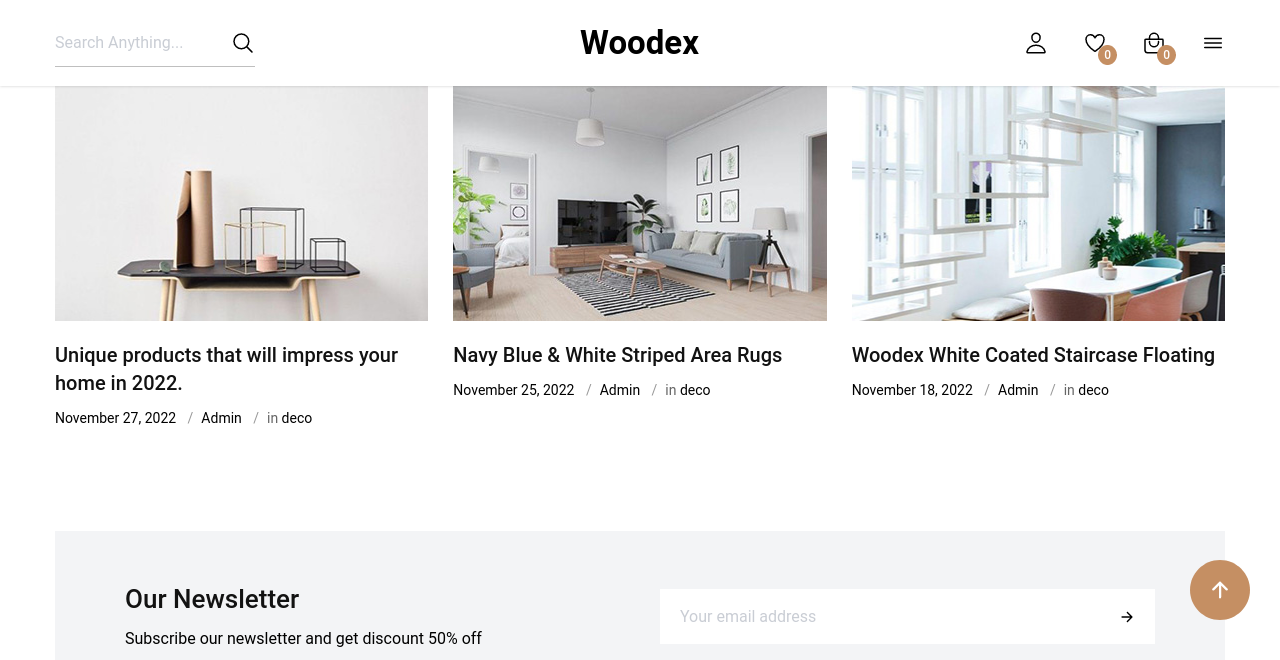 Search Anything...
Woodex
0
0
Unique products that will impress your
home in 2022.
November 27, 2022 / Admin / in deco
Navy Blue & White Striped Area Rugs
November 25, 2022 / Admin / in deco
Woodex White Coated Staircase Floating
November 18, 2022 / Admin / in deco
Our Newsletter
Subscribe our newsletter and get discount 50% off
Your email address